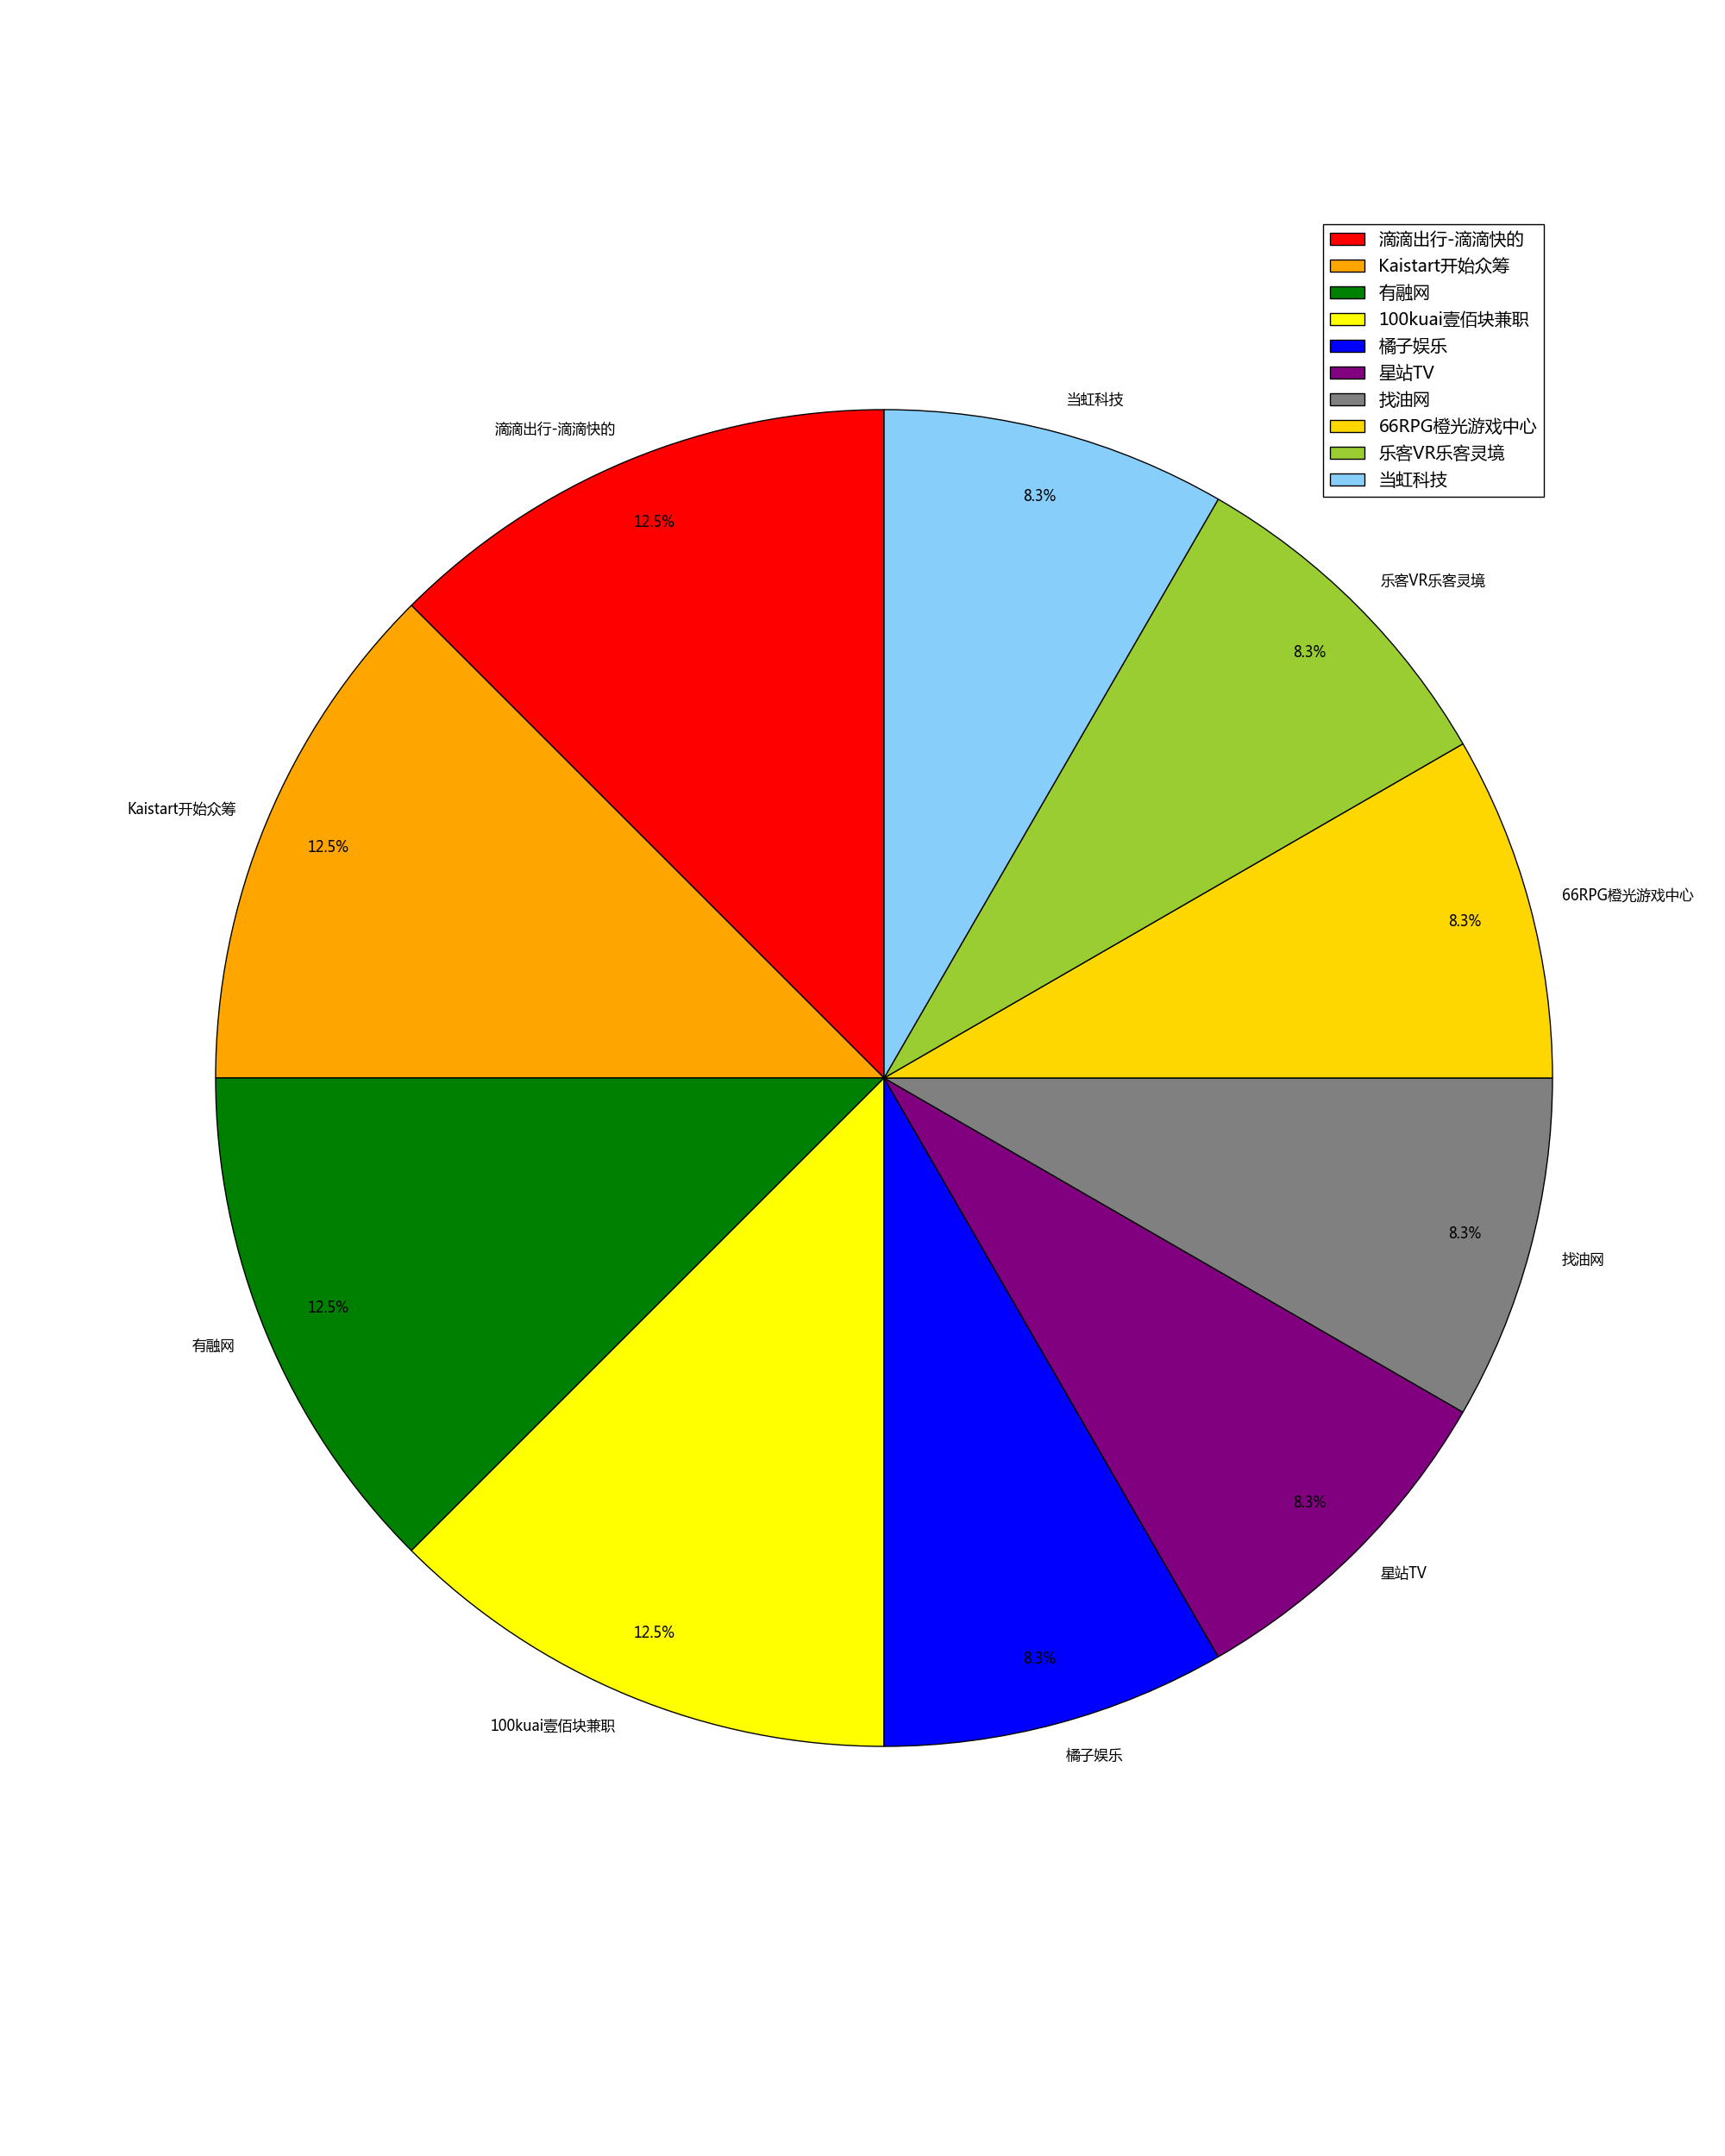 滴滴出行-滴滴快的
Kaistart开始众筹
有融网
100kuai壹佰块兼职
橘子娱乐
星站TV
找油网
66RPG橙光游戏中心
乐客VR乐客灵境
当虹科技
当虹科技
滴滴出行-滴滴快的
8.3%
12.5%
乐客VR乐客灵境
8.3%
Kaistart开始众筹
12.5%
66RPG橙光游戏中心
8.3%
8.3%
找油网
12.5%
有融网
8.3%
星站TV
12.5%
8.3%
100kuai壹佰块兼职
橘子娱乐